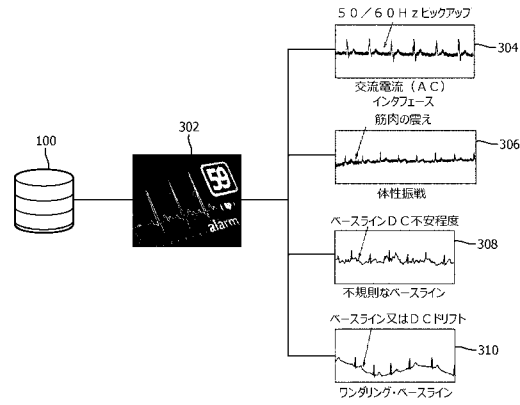 50/60Hzピックアップ
304
交流電流（AC）
インタフェース
100
302
59
alarm
筋肉の震え
306
体性振戦
ベースラインDC不安程度
308
不規則なベースライン
ベースライン又はDCドリフト
310
ワンダリング・ベースライン